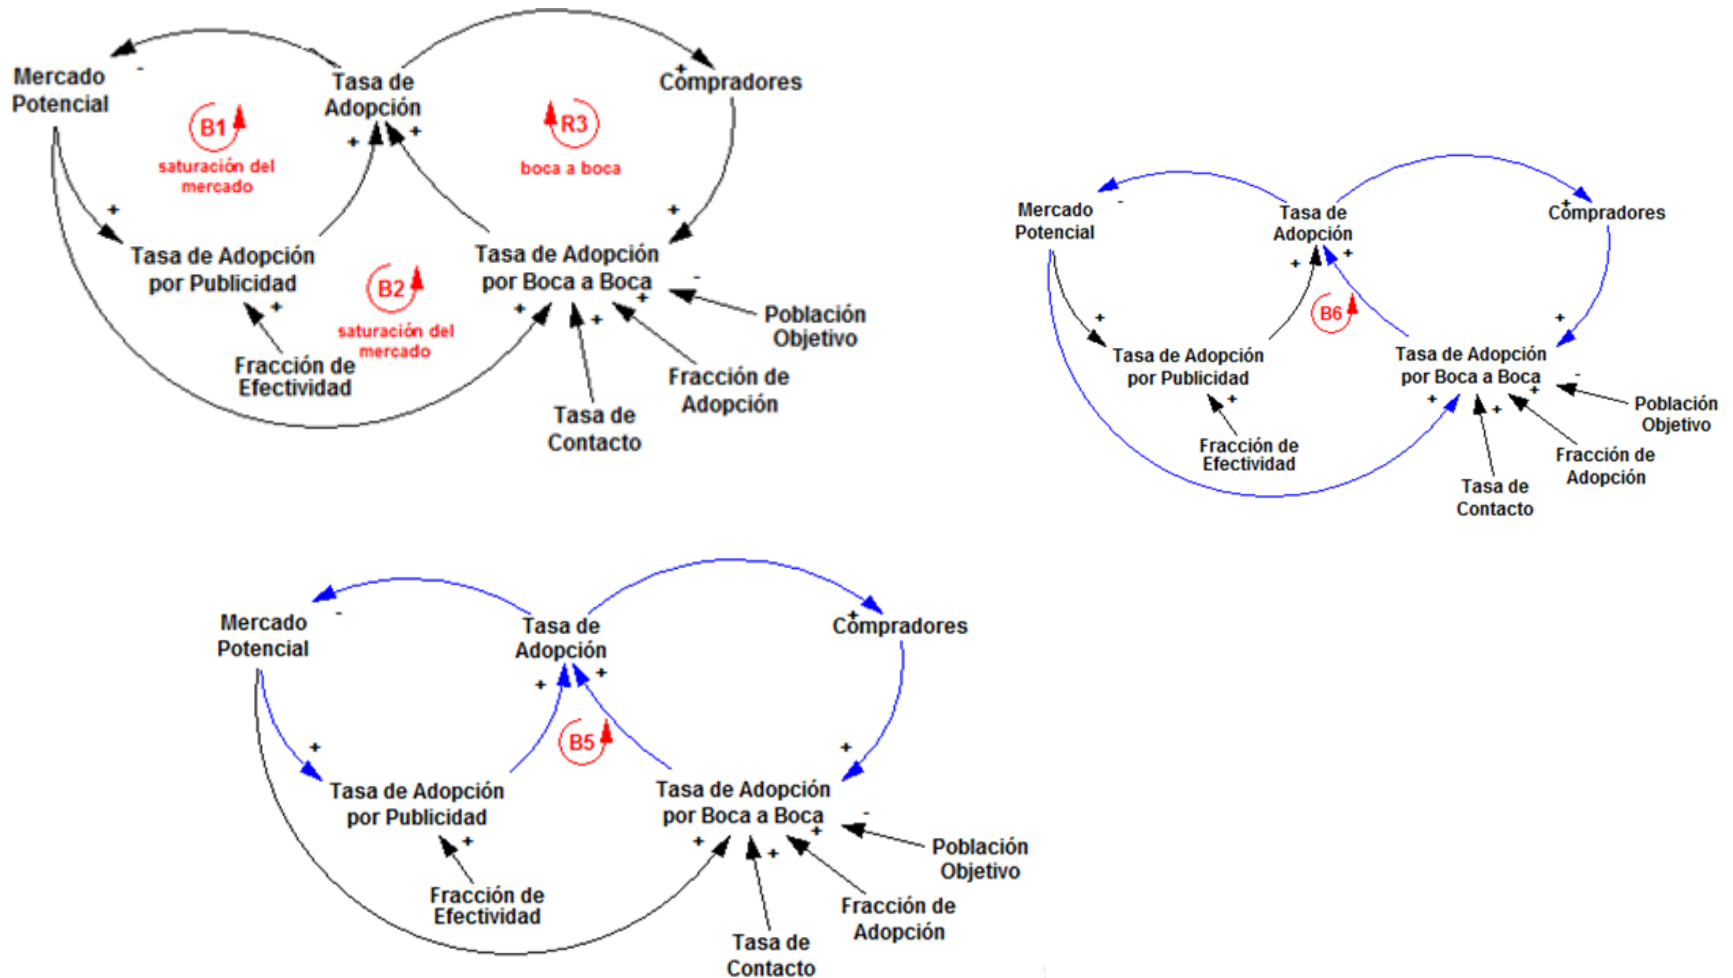 Mercado
Potencial
-
Tasa de
Adopción
+
+
+
Compradores
B1
saturación del
mercado
R3
boca a boca
+
+
Tasa de Adopción
por Publicidad
+
B2
saturación del
mercado
Tasa de Adopción
por Boca a Boca
-
+
+
+
Población
Objetivo
Fracción de
Efectividad
Fracción de
Adopción
Tasa de
Contacto
Mercado
Potencial
-
Tasa de
Adopción
+
+
+
Compradores
B6
+
+
Tasa de Adopción
por Publicidad
+
Tasa de Adopción
por Boca a Boca
-
+
+
+
Población
Objetivo
Fracción de
Efectividad
Fracción de
Adopción
Tasa de
Contacto
Mercado
Potencial
-
Tasa de
Adopción
+
+
+
Compradores
B5
+
+
Tasa de Adopción
por Publicidad
+
Tasa de Adopción
por Boca a Boca
-
+
+
+
Población
Objetivo
Fracción de
Efectividad
Fracción de
Adopción
Tasa de
Contacto